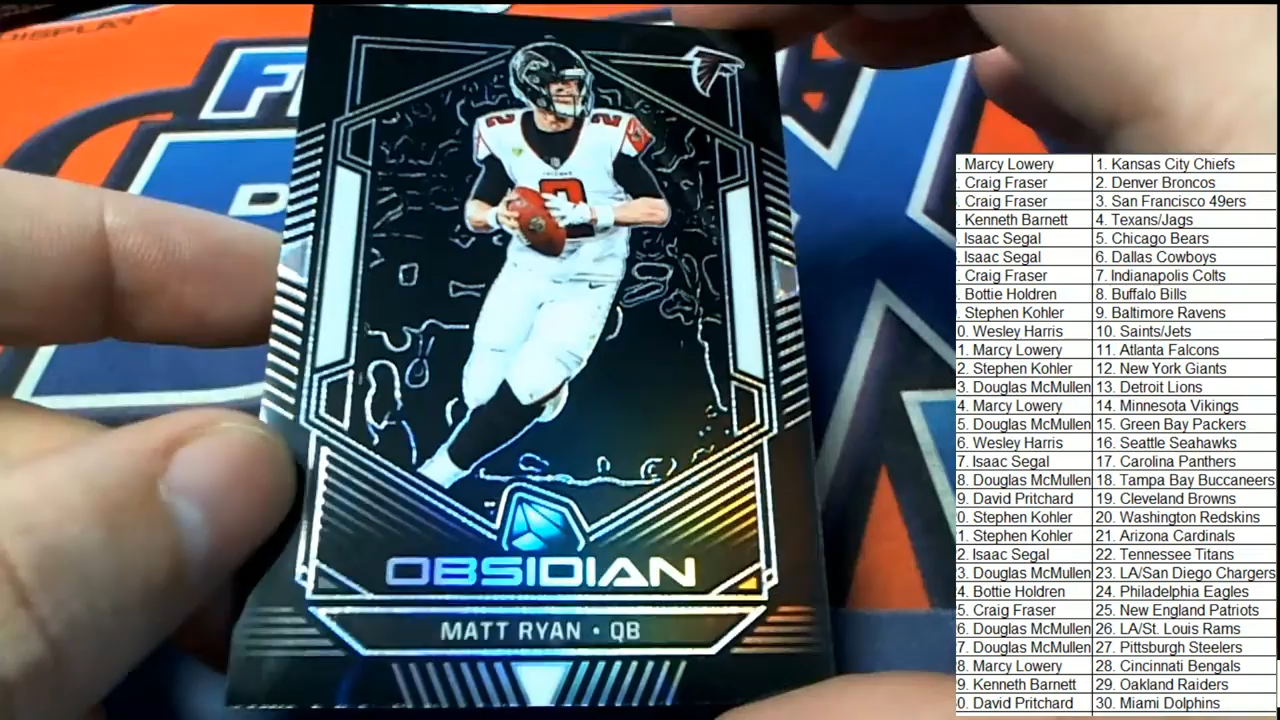 DISPLAY
2
2
2
OBSIDIAN
MATT RYAN • QB
. Marcy Lowery 1. Kansas City Chiefs
. Craig Fraser 2. Denver Broncos
. Craig Fraser 3. San Francisco 49ers
Kenneth Barnett 4. Texans/Jags
. Isaac Segal 5. Chicago Bears
. Isaac Segal 6. Dallas Cowboys
. Craig Fraser 7. Indianapolis Colts
. Bottie Holdren 8. Buffalo Bills
. Stephen Kohler 9. Baltimore Ravens
0. Wesley Harris 10. Saints/Jets
1. Marcy Lowery 11. Atlanta Falcons
2. Stephen Kohler 12. New York Giants
3. Douglas McMullen 13. Detroit Lions
4. Marcy Lowery 14. Minnesota Vikings
5. Douglas McMullen 15. Green Bay Packers
6. Wesley Harris 16. Seattle Seahawks
7. Isaac Segal 17. Carolina Panthers
8. Douglas McMullen 18. Tampa Bay Buccaneers
9. David Pritchard 19. Cleveland Browns
0. Stephen Kohler 20. Washington Redskins
1. Stephen Kohler 21. Arizona Cardinals
2. Isaac Segal 22. Tennessee Titans
3. Douglas McMullen 23. LA/San Diego Chargers
4. Bottie Holdren 24. Philadelphia Eagles
5. Craig Fraser 25. New England Patriots
6. Douglas McMullen 26. LA/St. Louis Rams
7. Douglas McMullen 27. Pittsburgh Steelers
8. Marcy Lowery 28. Cincinnati Bengals
9. Kenneth Barnett 29. Oakland Raiders
0. David Pritchard 30. Miami Dolphins